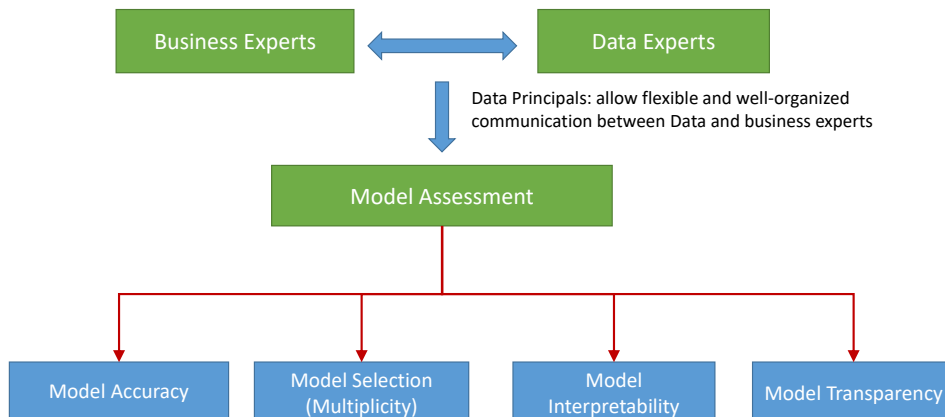 Business Experts
Data Experts
Data Principals: allow flexible and well-organized
communication between Data and business experts
Model Assessment
Model Accuracy
Model Selection
(Multiplicity)
Model
Interpretability
Model Transparency